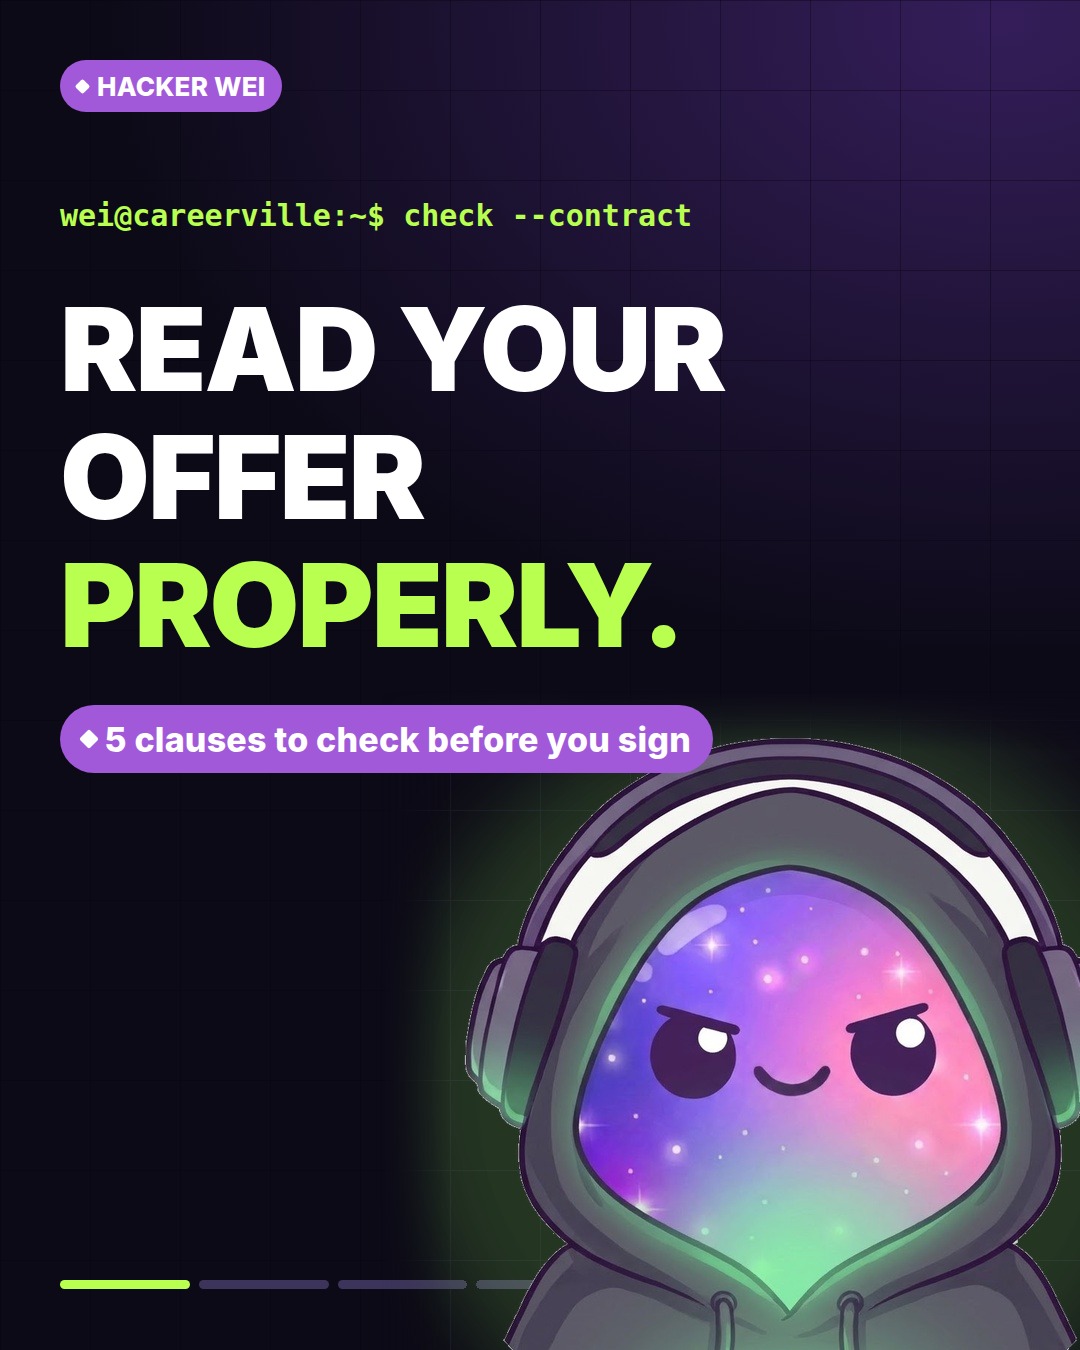 HACKER WEI
wei@careerville:~$ check --contract
READ YOUR
OFFER
PROPERLY.
5 clauses to check before you sign